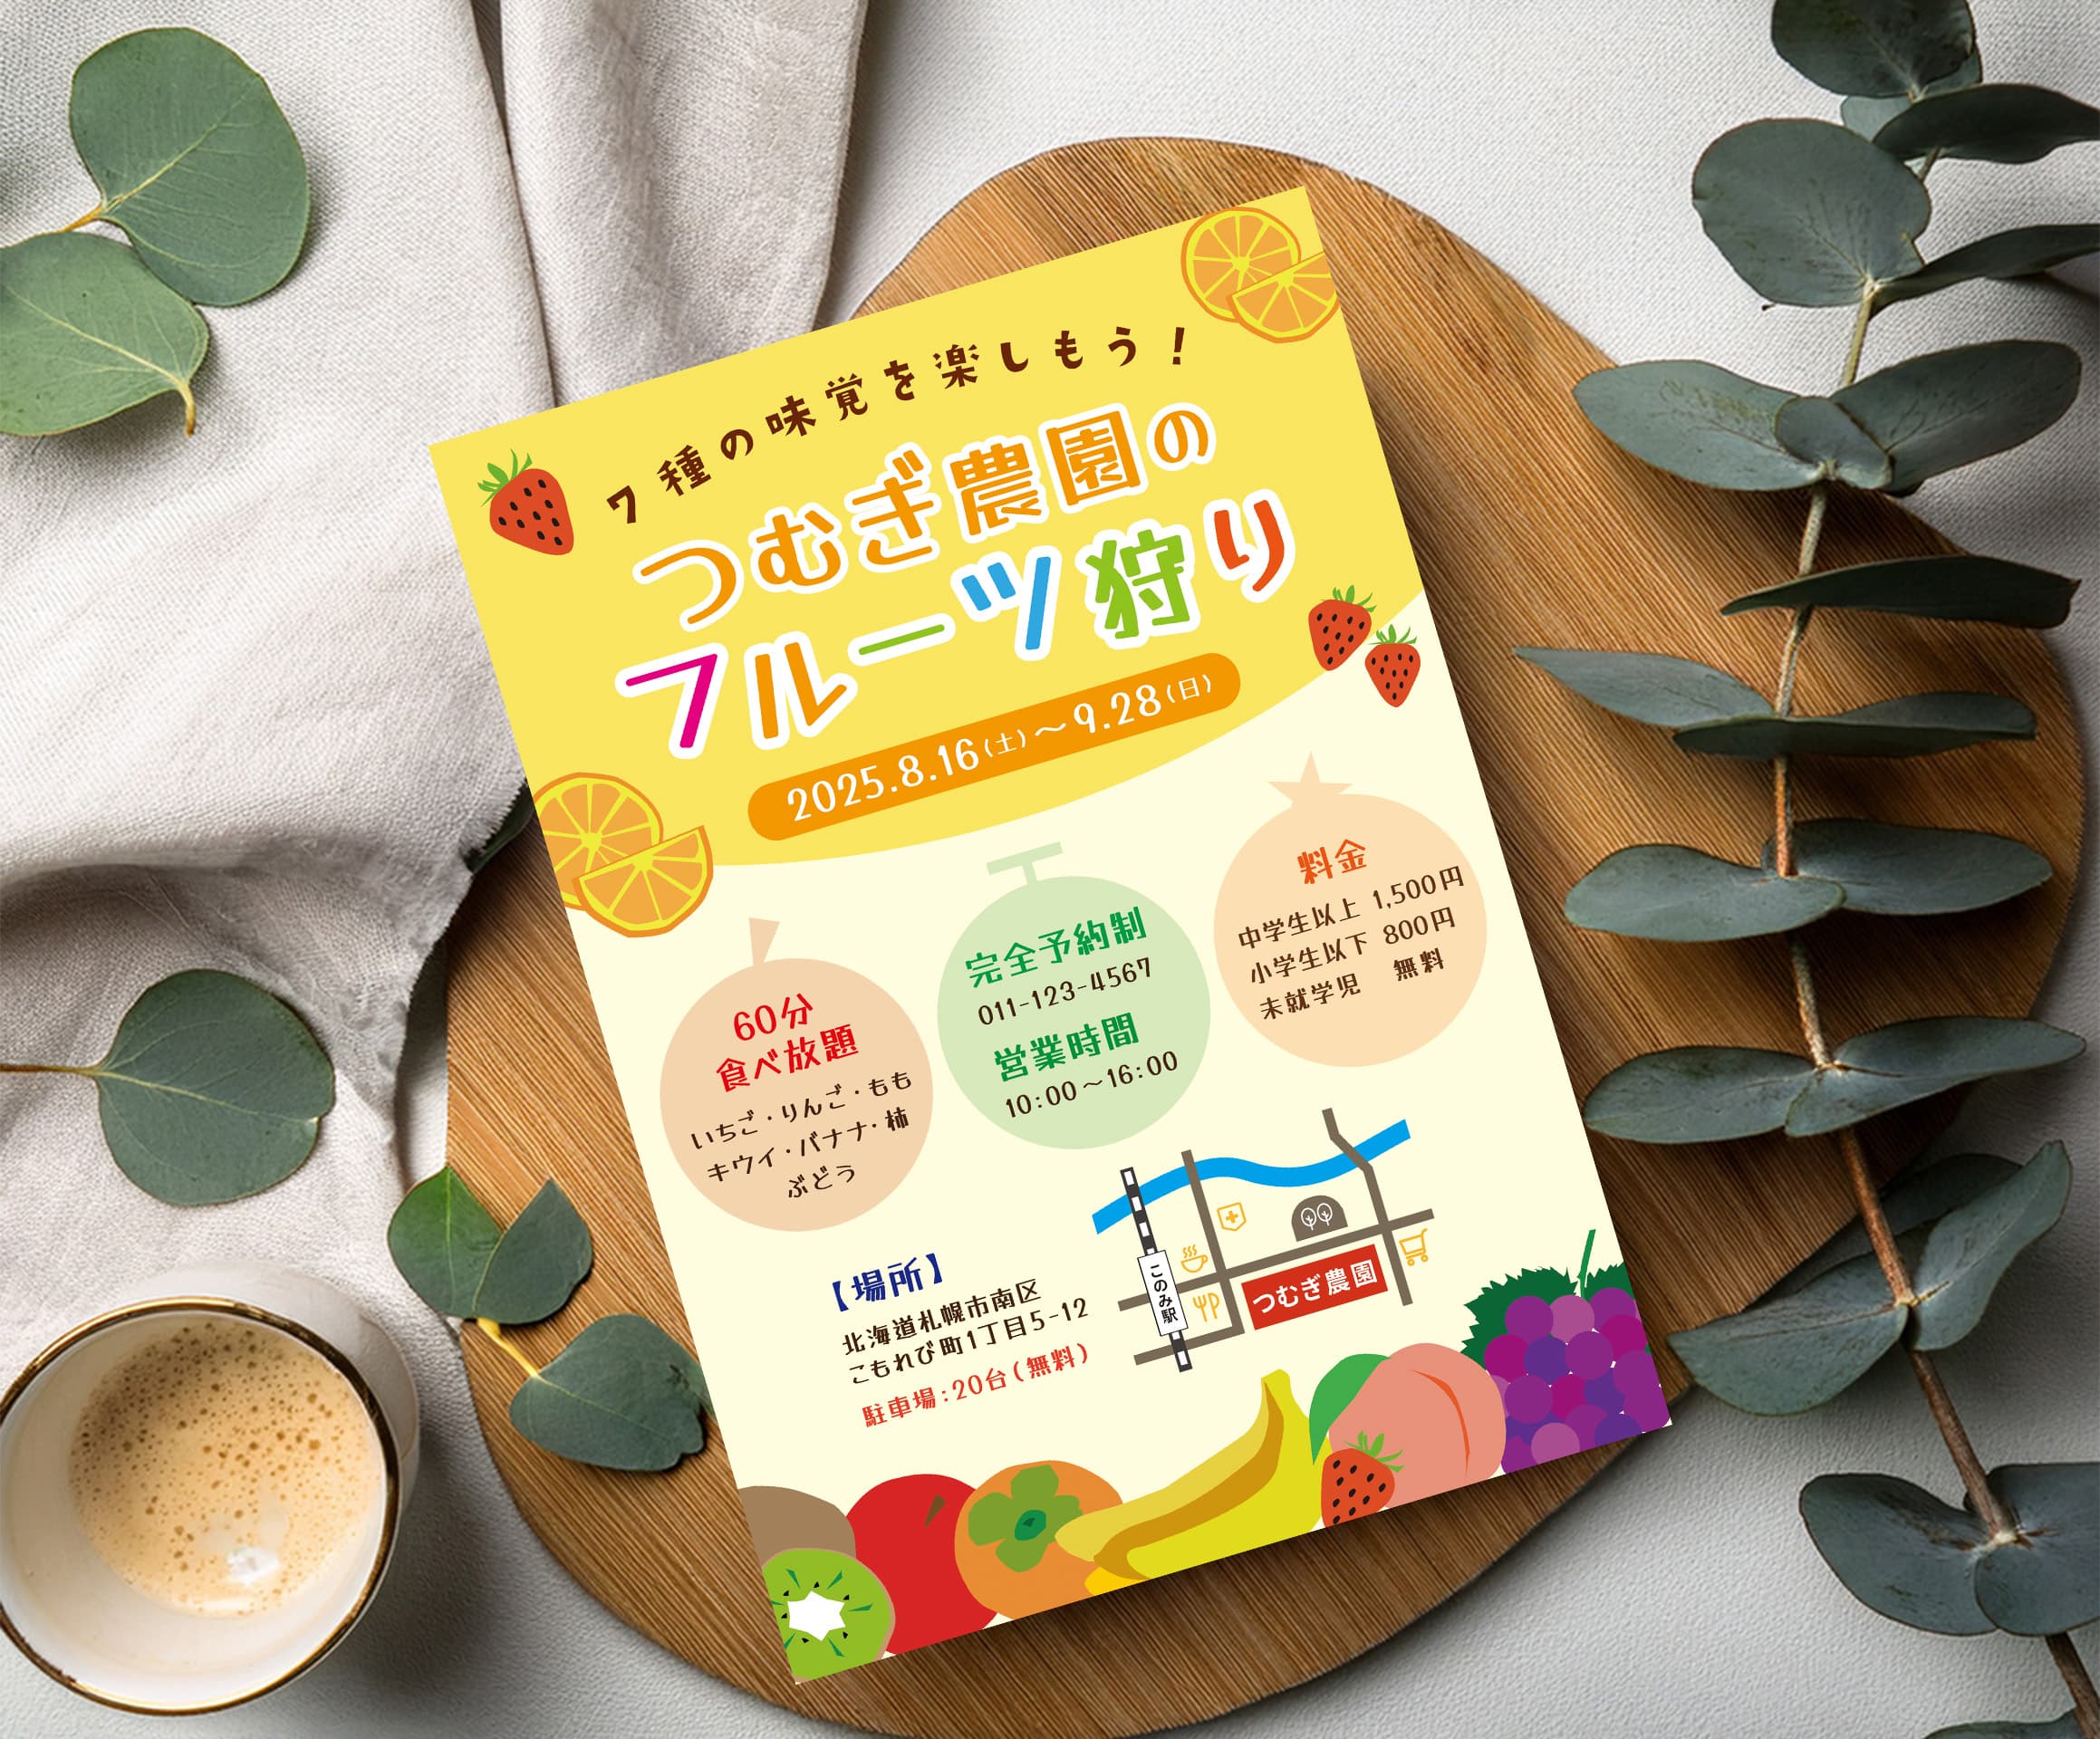 7種の味覚を楽しもう!
つむぎ農園の
フルーツ狩り
2025.8.16(土)～9.28(日)
60分
食べ放題
いちご・りんご・もも
キウイ・バナナ・柿
ぶどう
完全予約制
011-123-4567
営業時間
10:00～16:00
料金
中学生以上 1,500円
小学生以下 800円
未就学児 無料
【場所】
北海道札幌市南区
こもれび町1丁目5-12
駐車場:20台(無料)
このみ駅
つむぎ農園